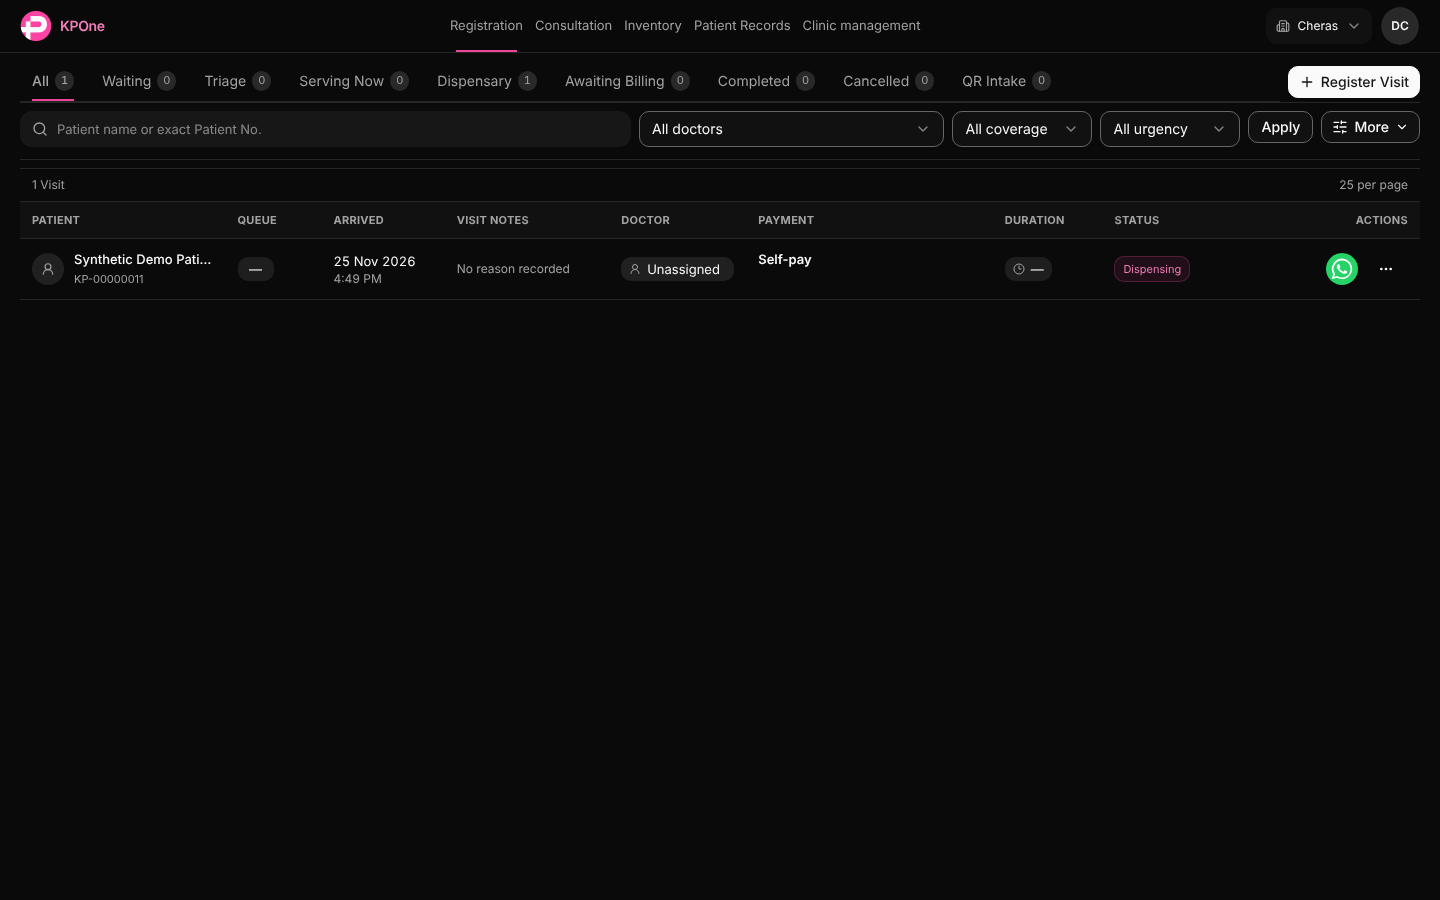 KPOne
Registration Consultation Inventory Patient Records Clinic management
Cheras
DC
All 1 Waiting 0 Triage 0 Serving Now 0 Dispensary 1 Awaiting Billing 0 Completed 0 Cancelled 0 QR Intake 0
+ Register Visit
Patient name or exact Patient No.
All doctors
All coverage
All urgency
Apply
More
1 Visit
25 per page
PATIENT QUEUE ARRIVED VISIT NOTES DOCTOR PAYMENT DURATION STATUS ACTIONS
Synthetic Demo Pati...
KP-00000011
—
25 Nov 2026
4:49 PM
No reason recorded
Unassigned
Self-pay
—
Dispensing